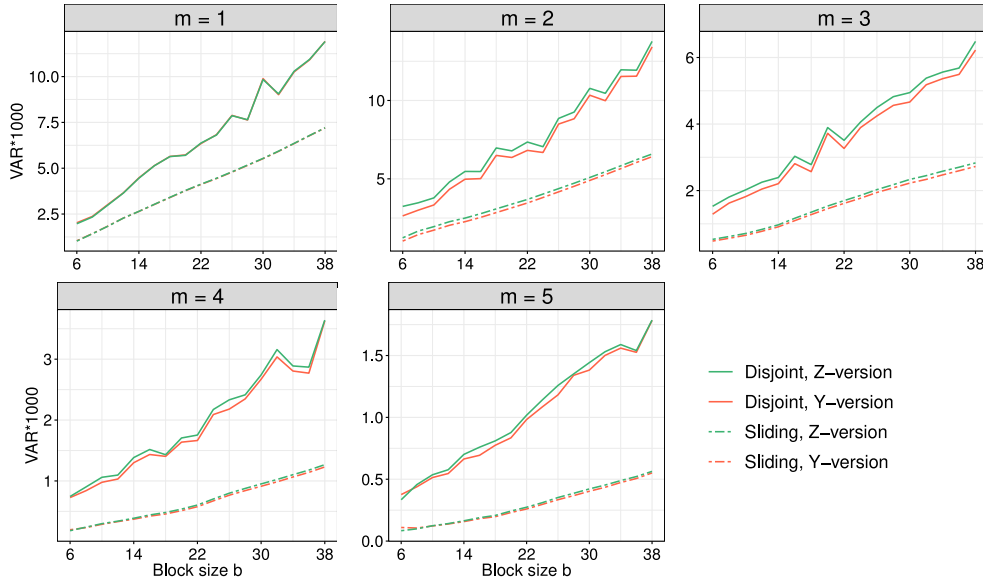 m = 1
m = 2
m = 3
VAR*1000
10.0
7.5
5.0
2.5
6 14 22 30 38
10
5
6 14 22 30 38
6
4
2
6 14 22 30 38
m = 4
m = 5
VAR*1000
3
2
1
6 14 22 30 38
Block size b
1.5
1.0
0.5
0.0
6 14 22 30 38
Block size b
Disjoint, Z−version
Disjoint, Y−version
Sliding, Z−version
Sliding, Y−version